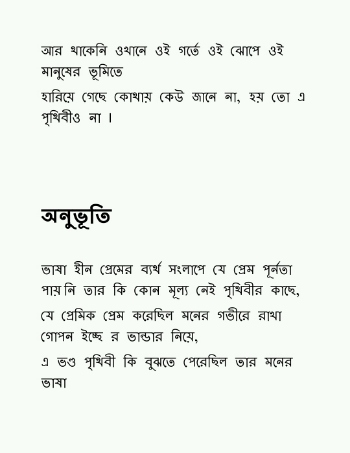 আর থাকেনি ওখানে ওই গর্তে ওই ঝোপে ওই
মানুষের ভূমিতে
হারিয়ে গেছে কোথায় কেউ জানে না, হয় তো এ
পৃথিবীও না ।
অনুভূতি
ভাষা হীন প্রেমের ব্যর্থ সংলাপে যে প্রেম পূর্নতা
পায়নি তার কি কোন মূল্য নেই পৃথিবীর কাছে,
যে প্রেমিক প্রেম করেছিল মনের গভীরে রাখা
গোপন ইচ্ছে র ভান্ডার নিয়ে,
এ ভণ্ড পৃথিবী কি বুঝতে পেরেছিল তার মনের
ভাষা